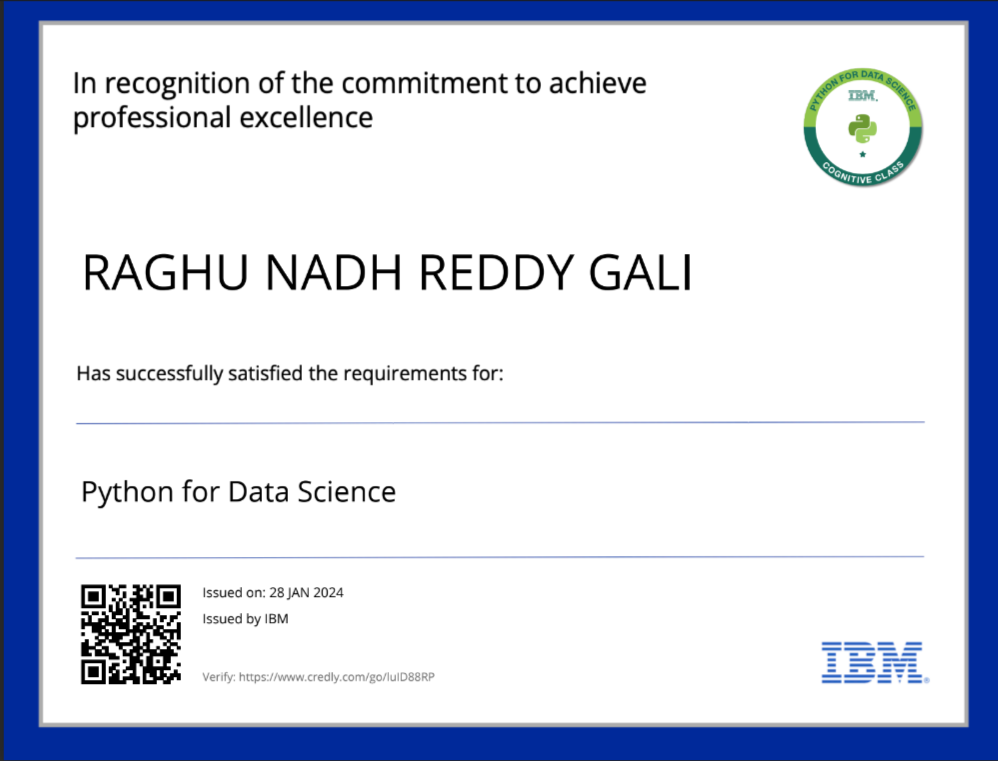 In recognition of the commitment to achieve
professional excellence
PYTHON FOR DATA SCIENCE
IBM.
COGNITIVE CLASS
RAGHU NADH REDDY GALI
Has successfully satisfied the requirements for:
Python for Data Science
Issued on: 28 JAN 2024
Issued by IBM
Verify: https://www.credly.com/go/luID88RP
IBM®